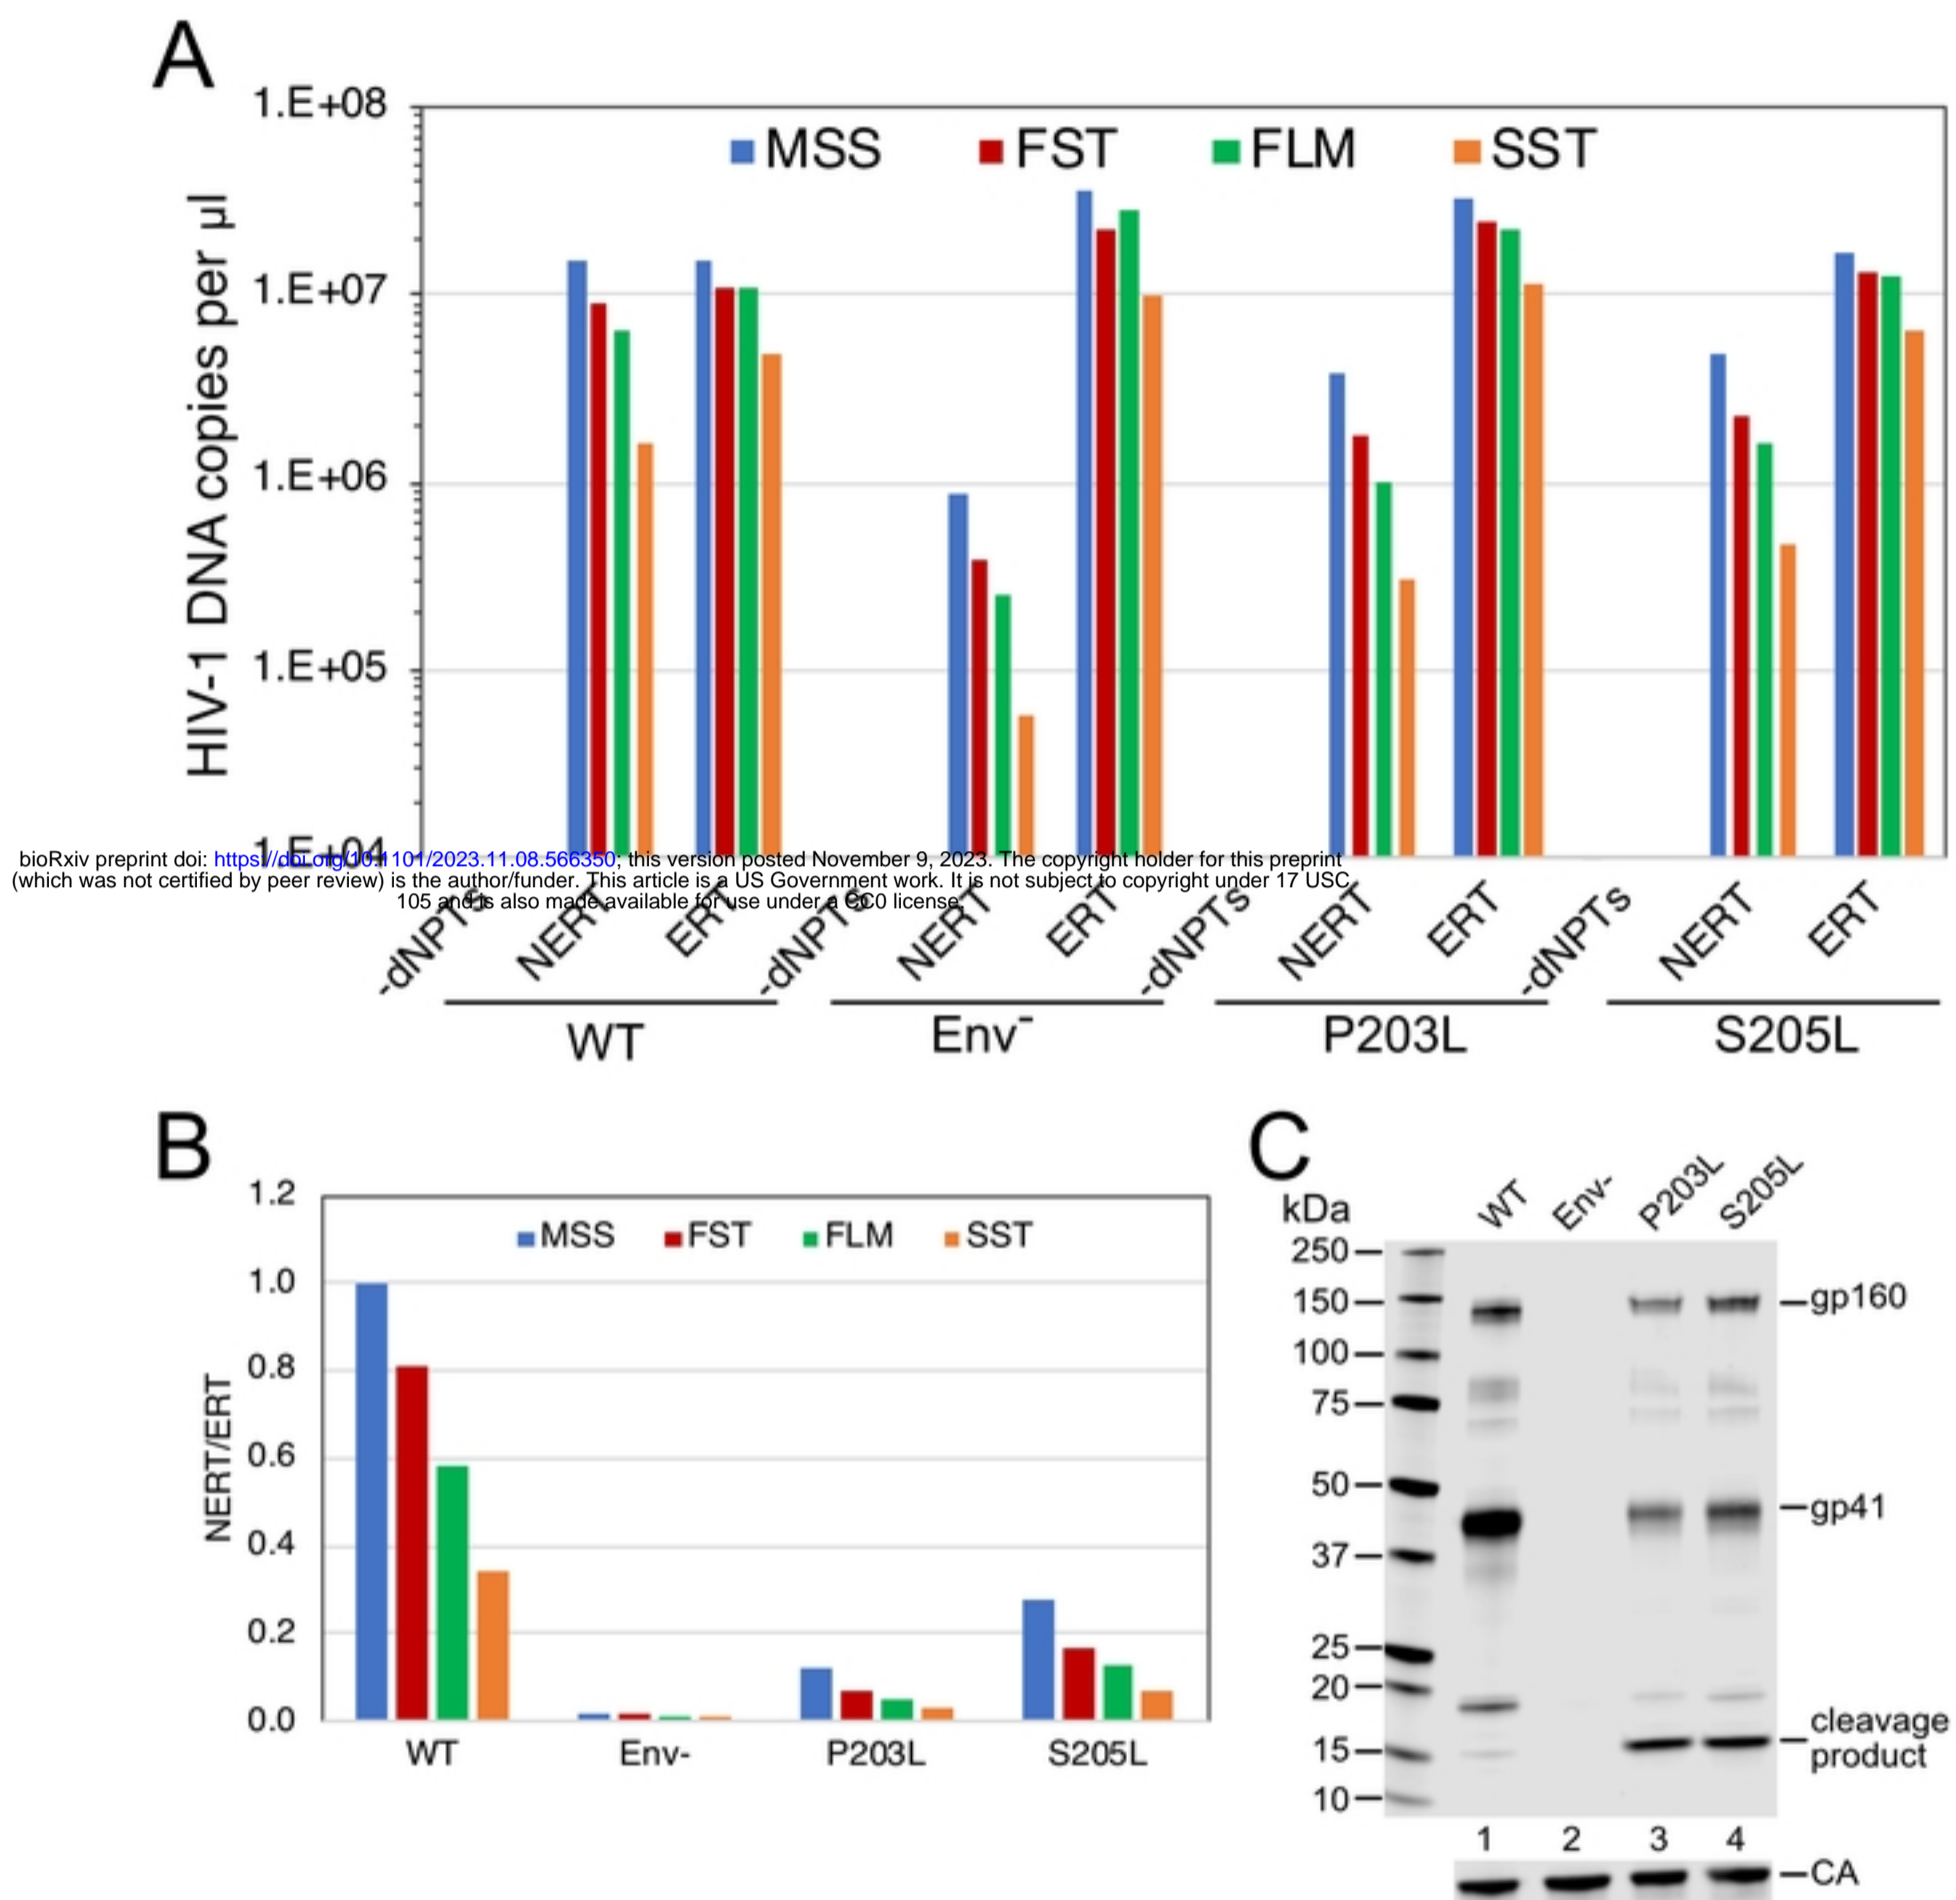 A
1.E+08
MSS FST FLM SST
1.E+07
1.E+06
1.E+05
1.E+04
HIV-1 DNA copies per µl
bioRxiv preprint doi: https://doi.org/10.1101/2023.11.08.566350; this version posted November 9, 2023. The copyright holder for this preprint
(which was not certified by peer review) is the author/funder. This article is a US Government work. It is not subject to copyright under 17 USC
105 and is also made available for use under a CC0 license.
-dNPTs NERT ERT -dNPTs NERT ERT -dNPTs NERT ERT -dNPTs NERT ERT
WT Env⁻ P203L S205L
B
1.2
MSS FST FLM SST
1.0
0.8
0.6
0.4
0.2
0.0
NERT/ERT
WT Env- P203L S205L
C
kDa WT Env- P203L S205L
250
150 gp160
100
75
50 gp41
37
25
20
cleavage
15 product
10
1 2 3 4
CA